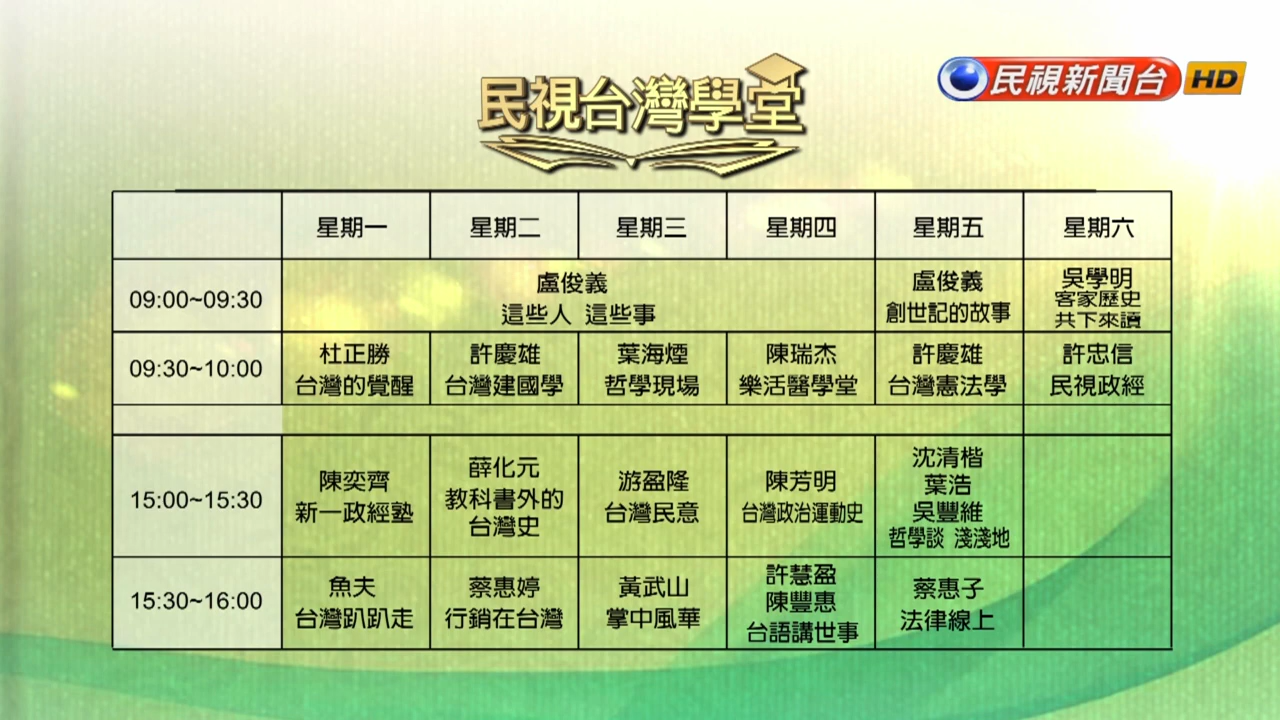 民視台灣學堂
民視新聞台 HD
星期一 星期二 星期三 星期四 星期五 星期六
09:00~09:30
盧俊義
這些人 這些事
盧俊義
創世記的故事
吳學明
客家歷史
共下來讀
09:30~10:00
杜正勝
台灣的覺醒
許慶雄
台灣建國學
葉海煙
哲學現場
陳瑞杰
樂活醫學堂
許慶雄
台灣憲法學
許忠信
民視政經
15:00~15:30
陳奕齊
新一政經塾
薛化元
教科書外的
台灣史
游盈隆
台灣民意
陳芳明
台灣政治運動史
沈清楷
葉浩
吳豐維
哲學談 淺淺地
15:30~16:00
魚夫
台灣趴趴走
蔡惠婷
行銷在台灣
黃武山
掌中風華
許慧盈
陳豐惠
台語講世事
蔡惠子
法律線上